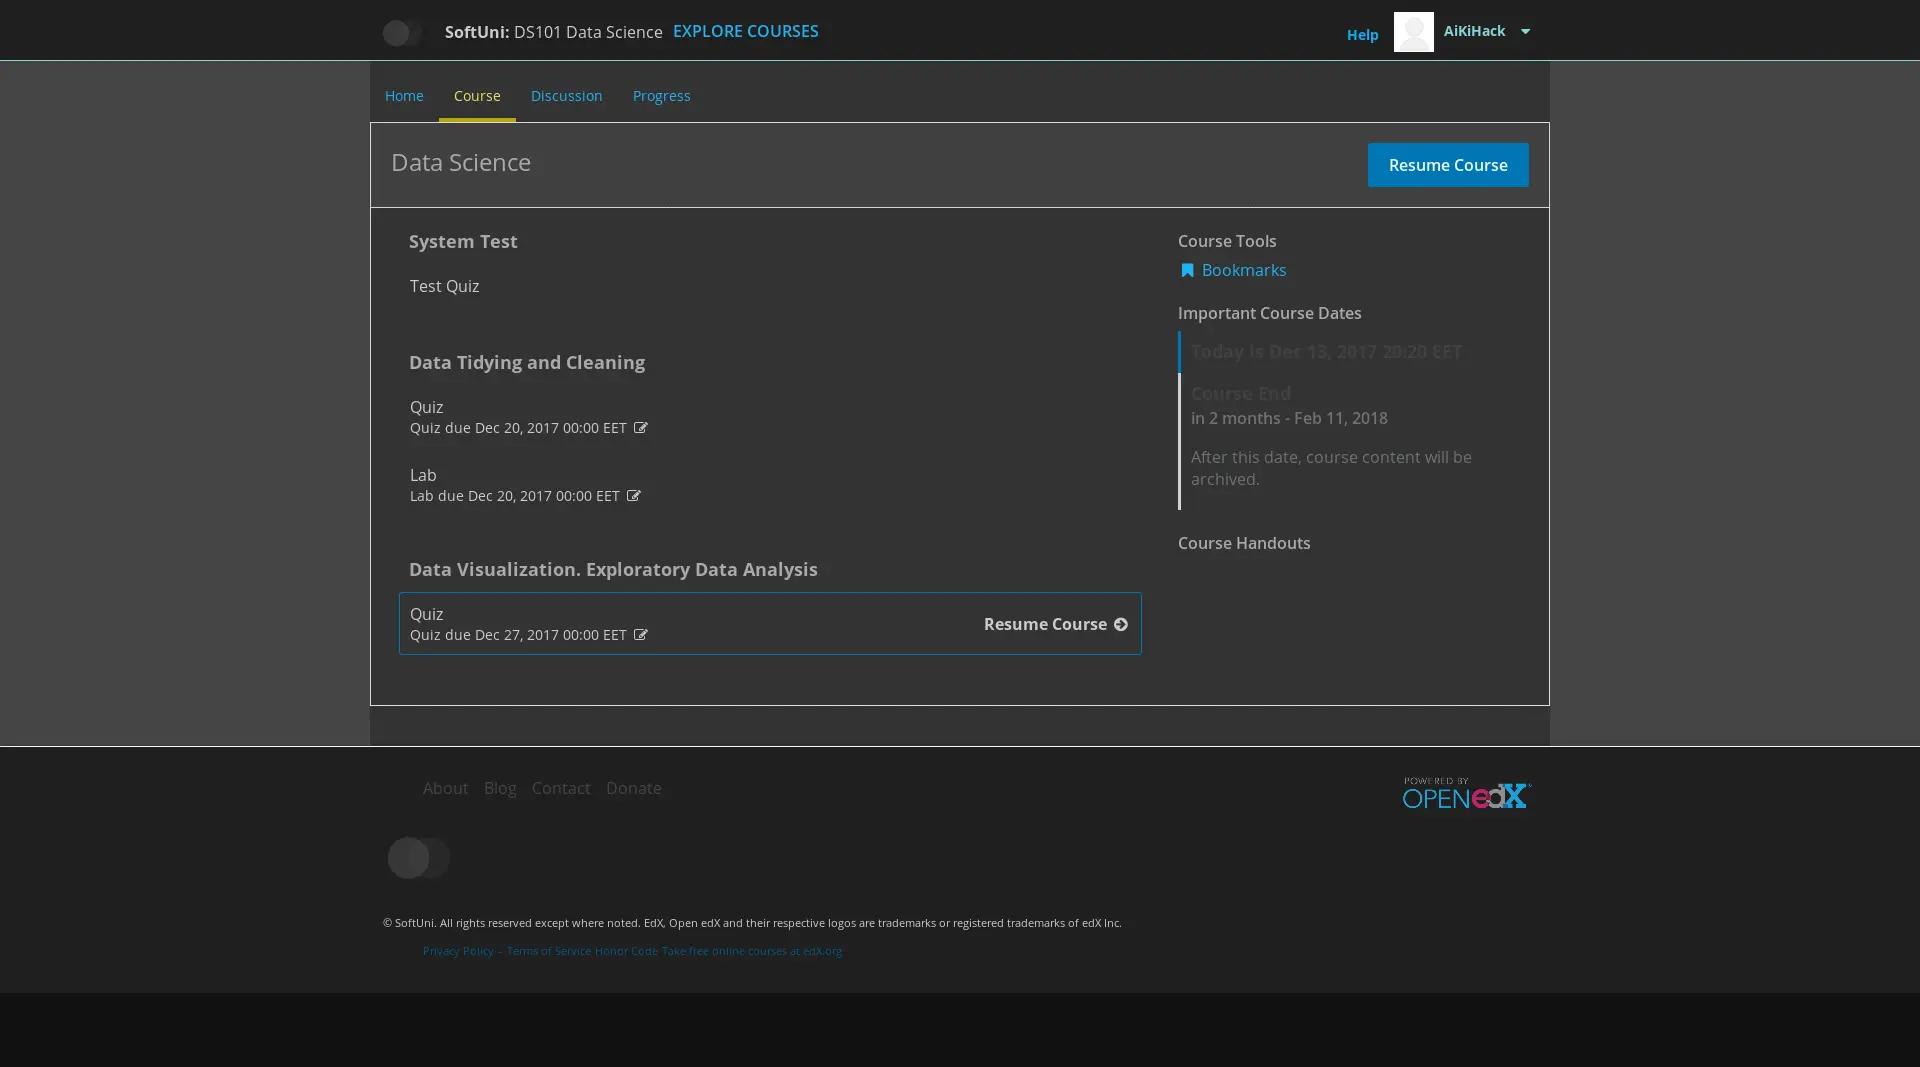 SoftUni: DS101 Data Science EXPLORE COURSES Help AiKiHack
Home Course Discussion Progress
Data Science Resume Course
System Test
Test Quiz
Data Tidying and Cleaning
Quiz
Quiz due Dec 20, 2017 00:00 EET
Lab
Lab due Dec 20, 2017 00:00 EET
Data Visualization. Exploratory Data Analysis
Quiz
Quiz due Dec 27, 2017 00:00 EET
Resume Course
Course Tools
Bookmarks
Important Course Dates
Today is Dec 13, 2017 20:20 EET
Course End
in 2 months - Feb 11, 2018
After this date, course content will be
archived.
Course Handouts
About Blog Contact Donate
POWERED BY
OPENedX
© SoftUni. All rights reserved except where noted. EdX, Open edX and their respective logos are trademarks or registered trademarks of edX Inc.
Privacy Policy - Terms of Service Honor Code Take free online courses at edX.org